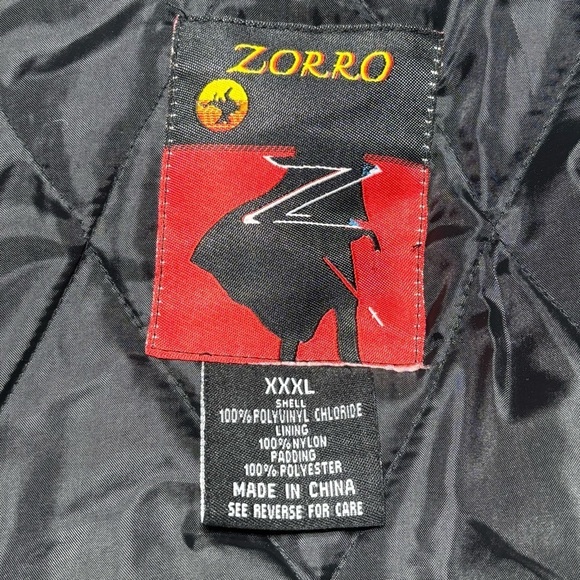 ZORRO
Z
XXXL
SHELL
100% POLYVINYL CHLORIDE
LINING
100% NYLON
PADDING
100% POLYESTER
MADE IN CHINA
SEE REVERSE FOR CARE